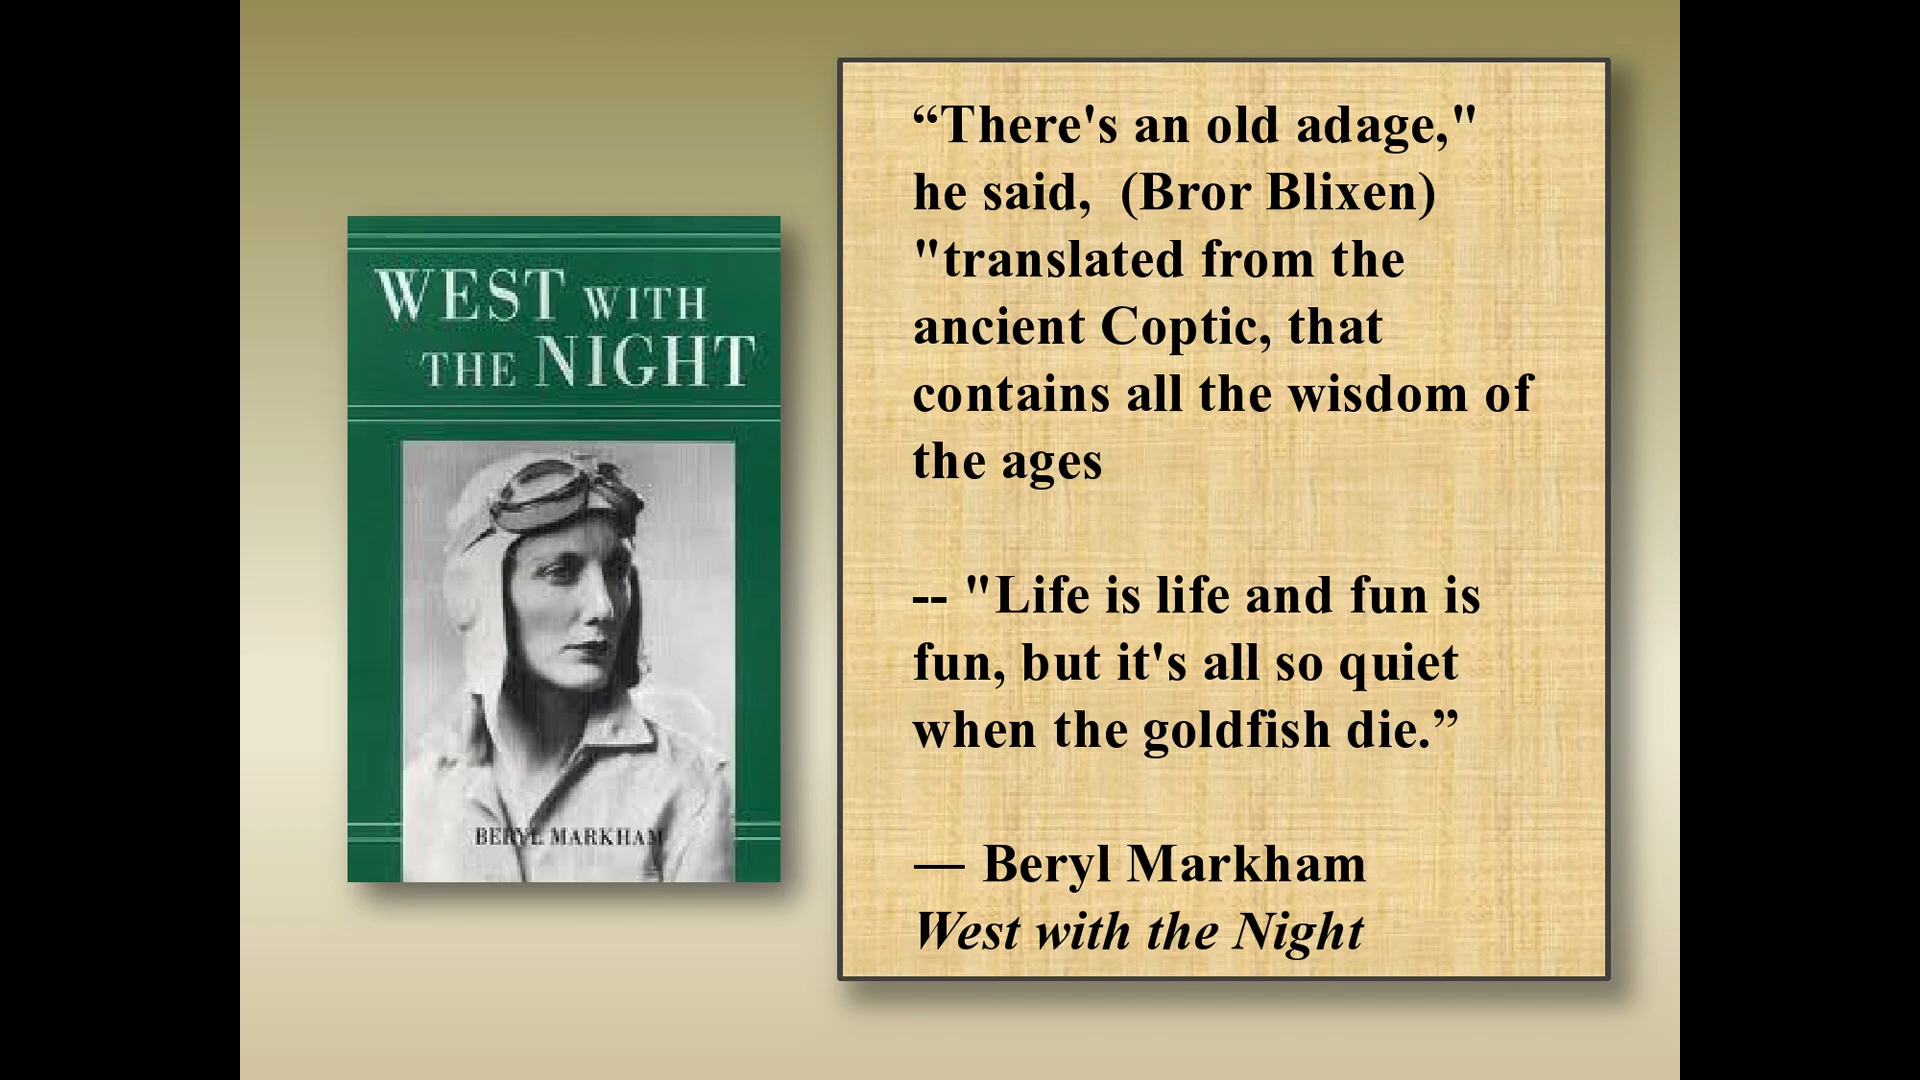 WEST WITH
THE NIGHT
BERYL MARKHAM
“There's an old adage,"
he said,  (Bror Blixen)
"translated from the
ancient Coptic, that
contains all the wisdom of
the ages
-- "Life is life and fun is
fun, but it's all so quiet
when the goldfish die.”
— Beryl Markham
West with the Night